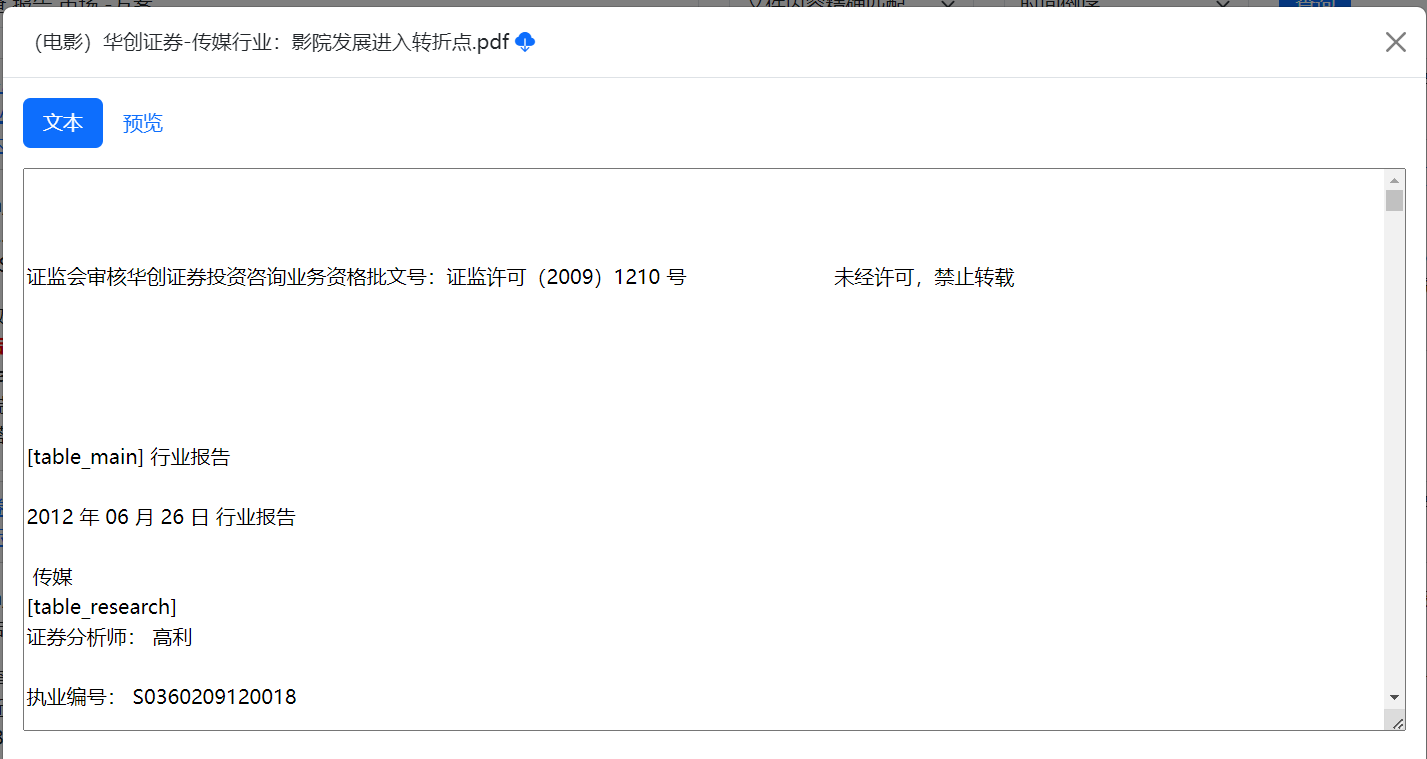 （电影）华创证券-传媒行业：影院发展进入转折点.pdf
文本
预览
证监会审核华创证券投资咨询业务资格批文号：证监许可（2009）1210 号 未经许可，禁止转载
[table_main] 行业报告
2012 年 06 月 26 日 行业报告
传媒
[table_research]
证券分析师： 高利
执业编号： S0360209120018